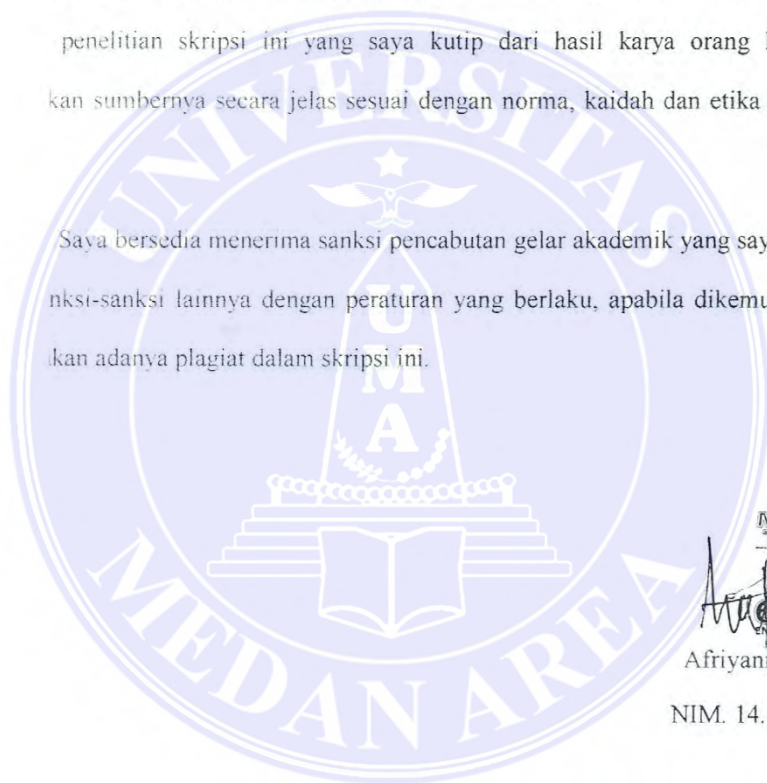 penelitian skripsi ini yang saya kutip dari hasil karya orang
kan sumbernya secara jelas sesuai dengan norma, kaidah dan etika
UNIVERSITAS
Saya bersedia menerima sanksi pencabutan gelar akademik yang say
nksi-sanksi lainnya dengan peraturan yang berlaku, apabila dikemu
kan adanya plagiat dalam skripsi ini.
UMA
MEDAN AREA
Afriyan
NIM. 14.